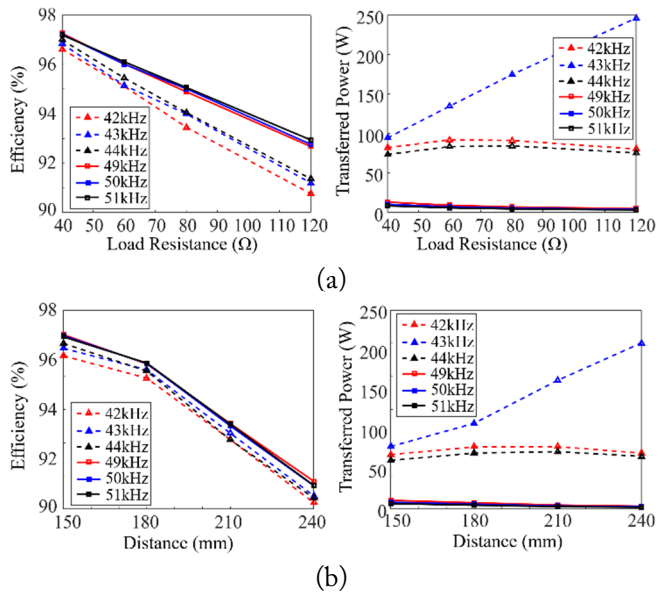 98
96
94
92
91
90
Efficiency (%)
42kHz
43kHz
44kHz
49kHz
50kHz
51kHz
40 50 60 70 80 90 100 110 120
Load Resistance (Ω)
250
200
150
100
50
0
Transferred Power (W)
42kHz
43kHz
44kHz
49kHz
50kHz
51kHz
40 50 60 70 80 90 100 110 120
Load Resistance (Ω)
(a)
98
96
94
91
90
Efficiency (%)
42kHz
43kHz
44kHz
49kHz
50kHz
51kHz
150 180 210 240
Distance (mm)
250
200
150
100
50
0
Transferred Power (W)
42kHz
43kHz
44kHz
49kHz
50kHz
51kHz
150 180 210 240
Distance (mm)
(b)